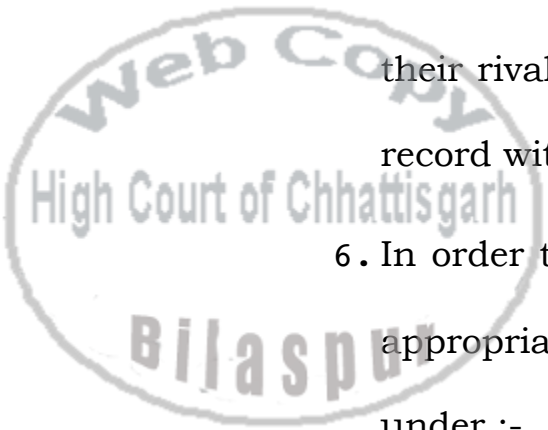 Web Copy
their rival
record wit
High Court of Chhattisgarh
6. In order t
Bilaspur
appropria
under :-